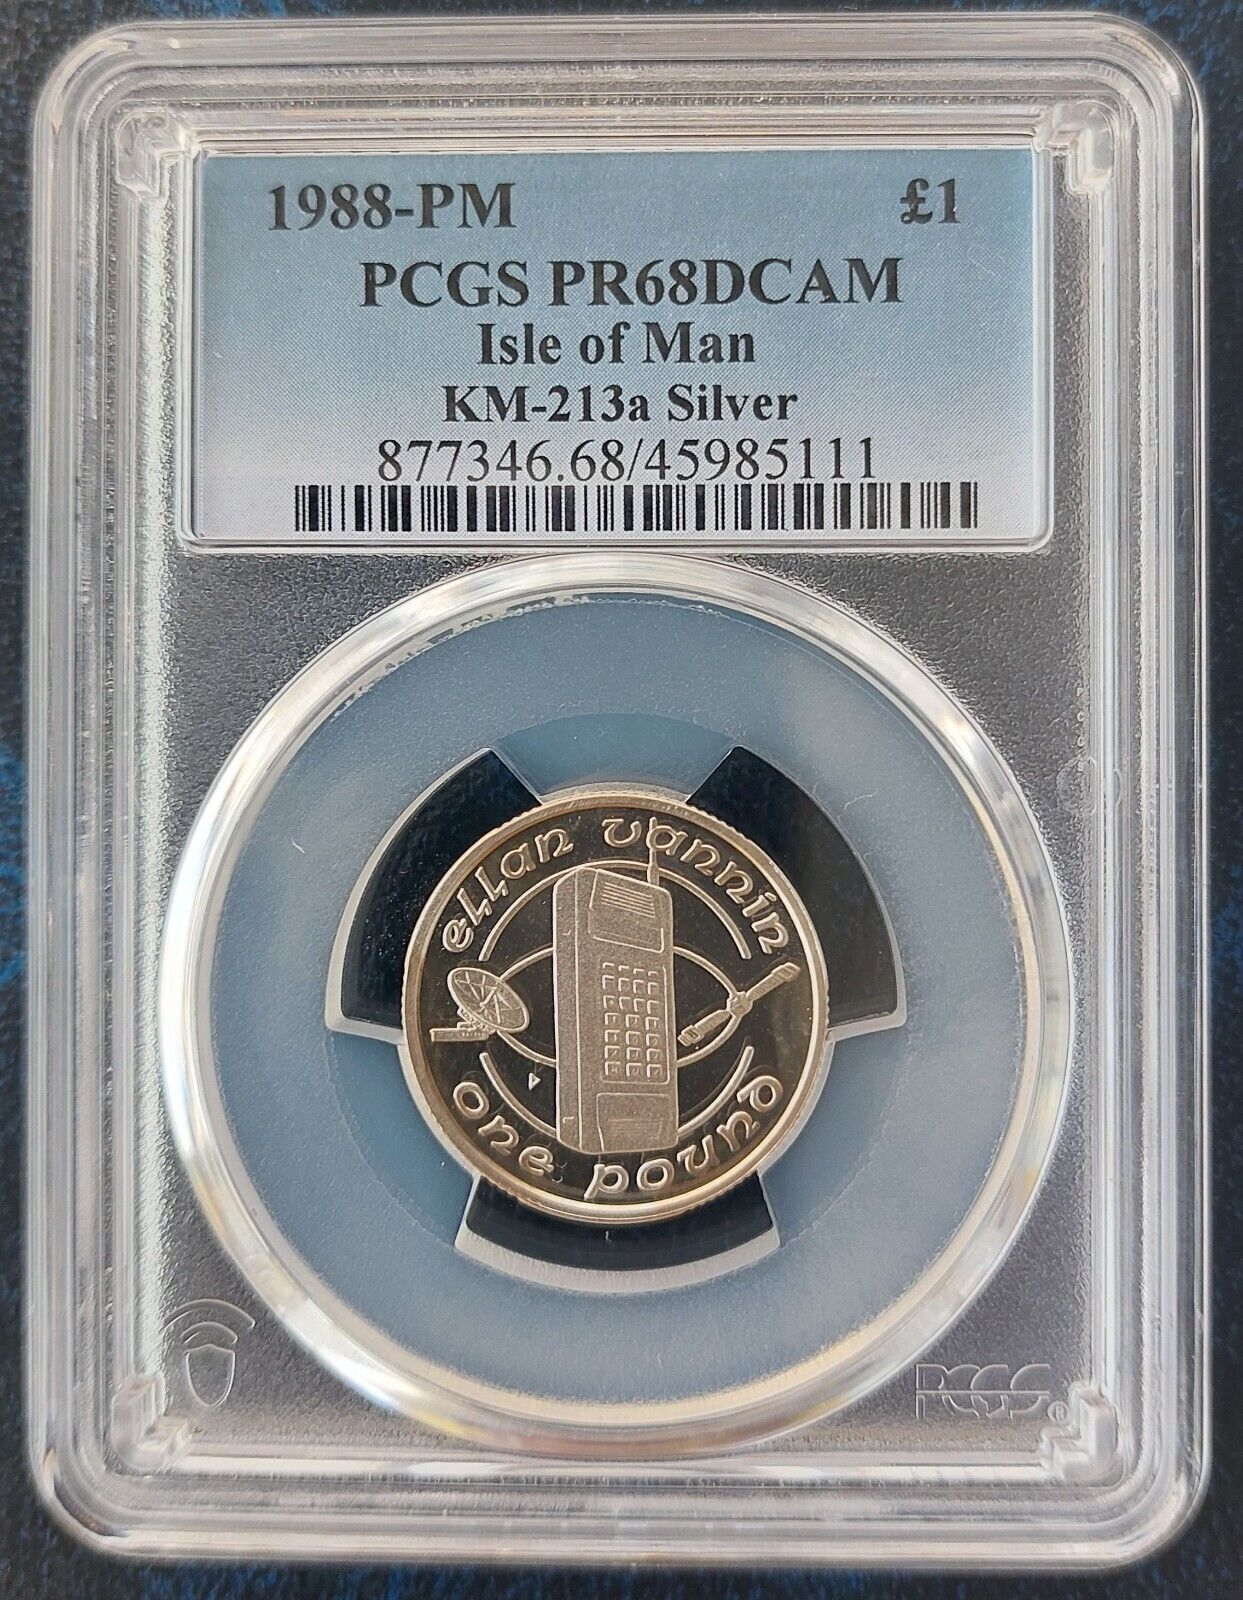 1988-PM £1
PCGS PR68DCAM
Isle of Man
KM-213a Silver
877346.68/45985111
ELLAN VANNIN
ONE POUND
PCGS®